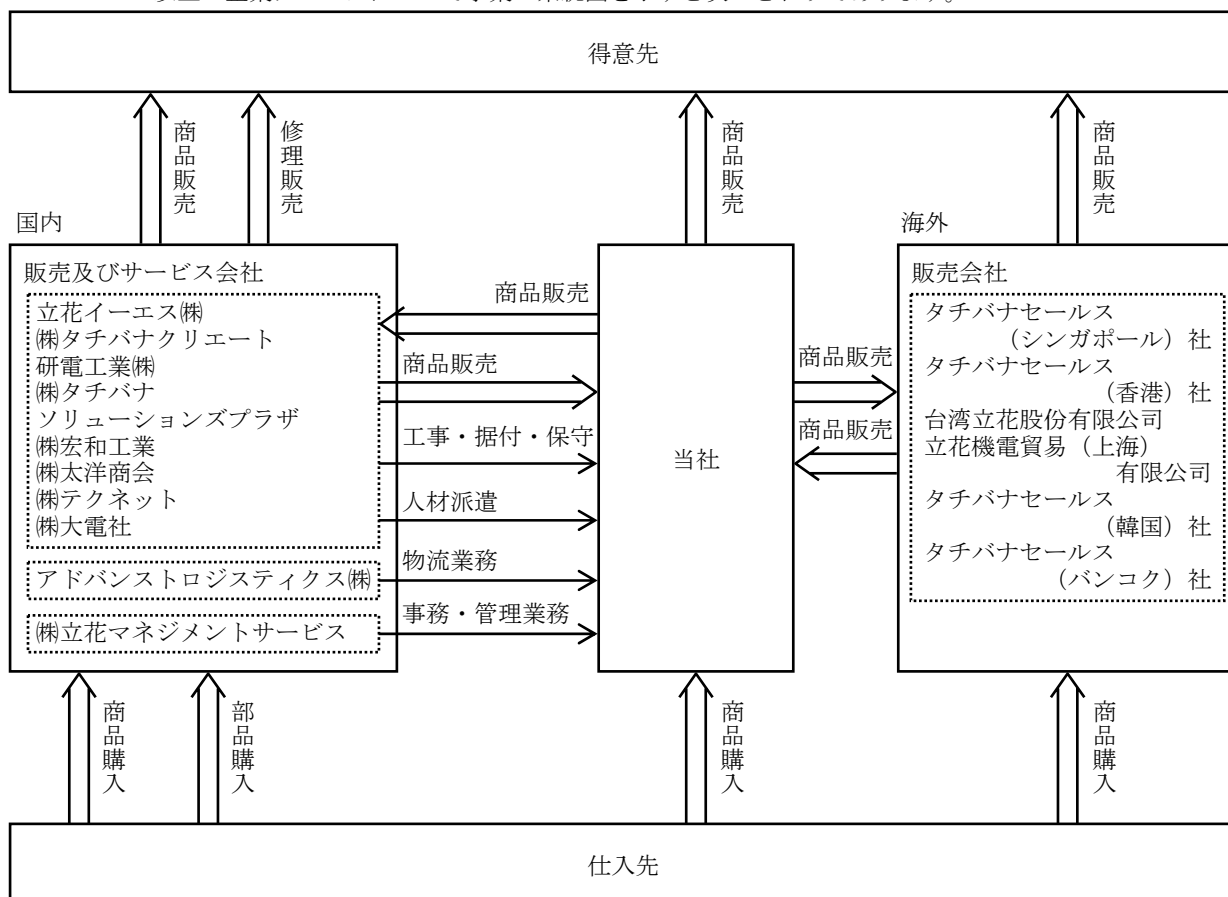 得意先
商品販売
修理販売
商品販売
商品販売
国内
海外
販売及びサービス会社
立花イーエス㈱
㈱タチバナクリエート
研電工業㈱
㈱タチバナ
ソリューションズプラザ
㈱宏和工業
㈱太洋商会
㈱テクネット
㈱大電社
アドバンストロジスティクス㈱
㈱立花マネジメントサービス
商品販売
商品販売
工事・据付・保守
人材派遣
物流業務
事務・管理業務
当社
商品販売
商品販売
販売会社
タチバナセールス
（シンガポール）社
タチバナセールス
（香港）社
台湾立花股份有限公司
立花機電貿易（上海）
有限公司
タチバナセールス
（韓国）社
タチバナセールス
（バンコク）社
商品購入
部品購入
商品購入
商品購入
仕入先